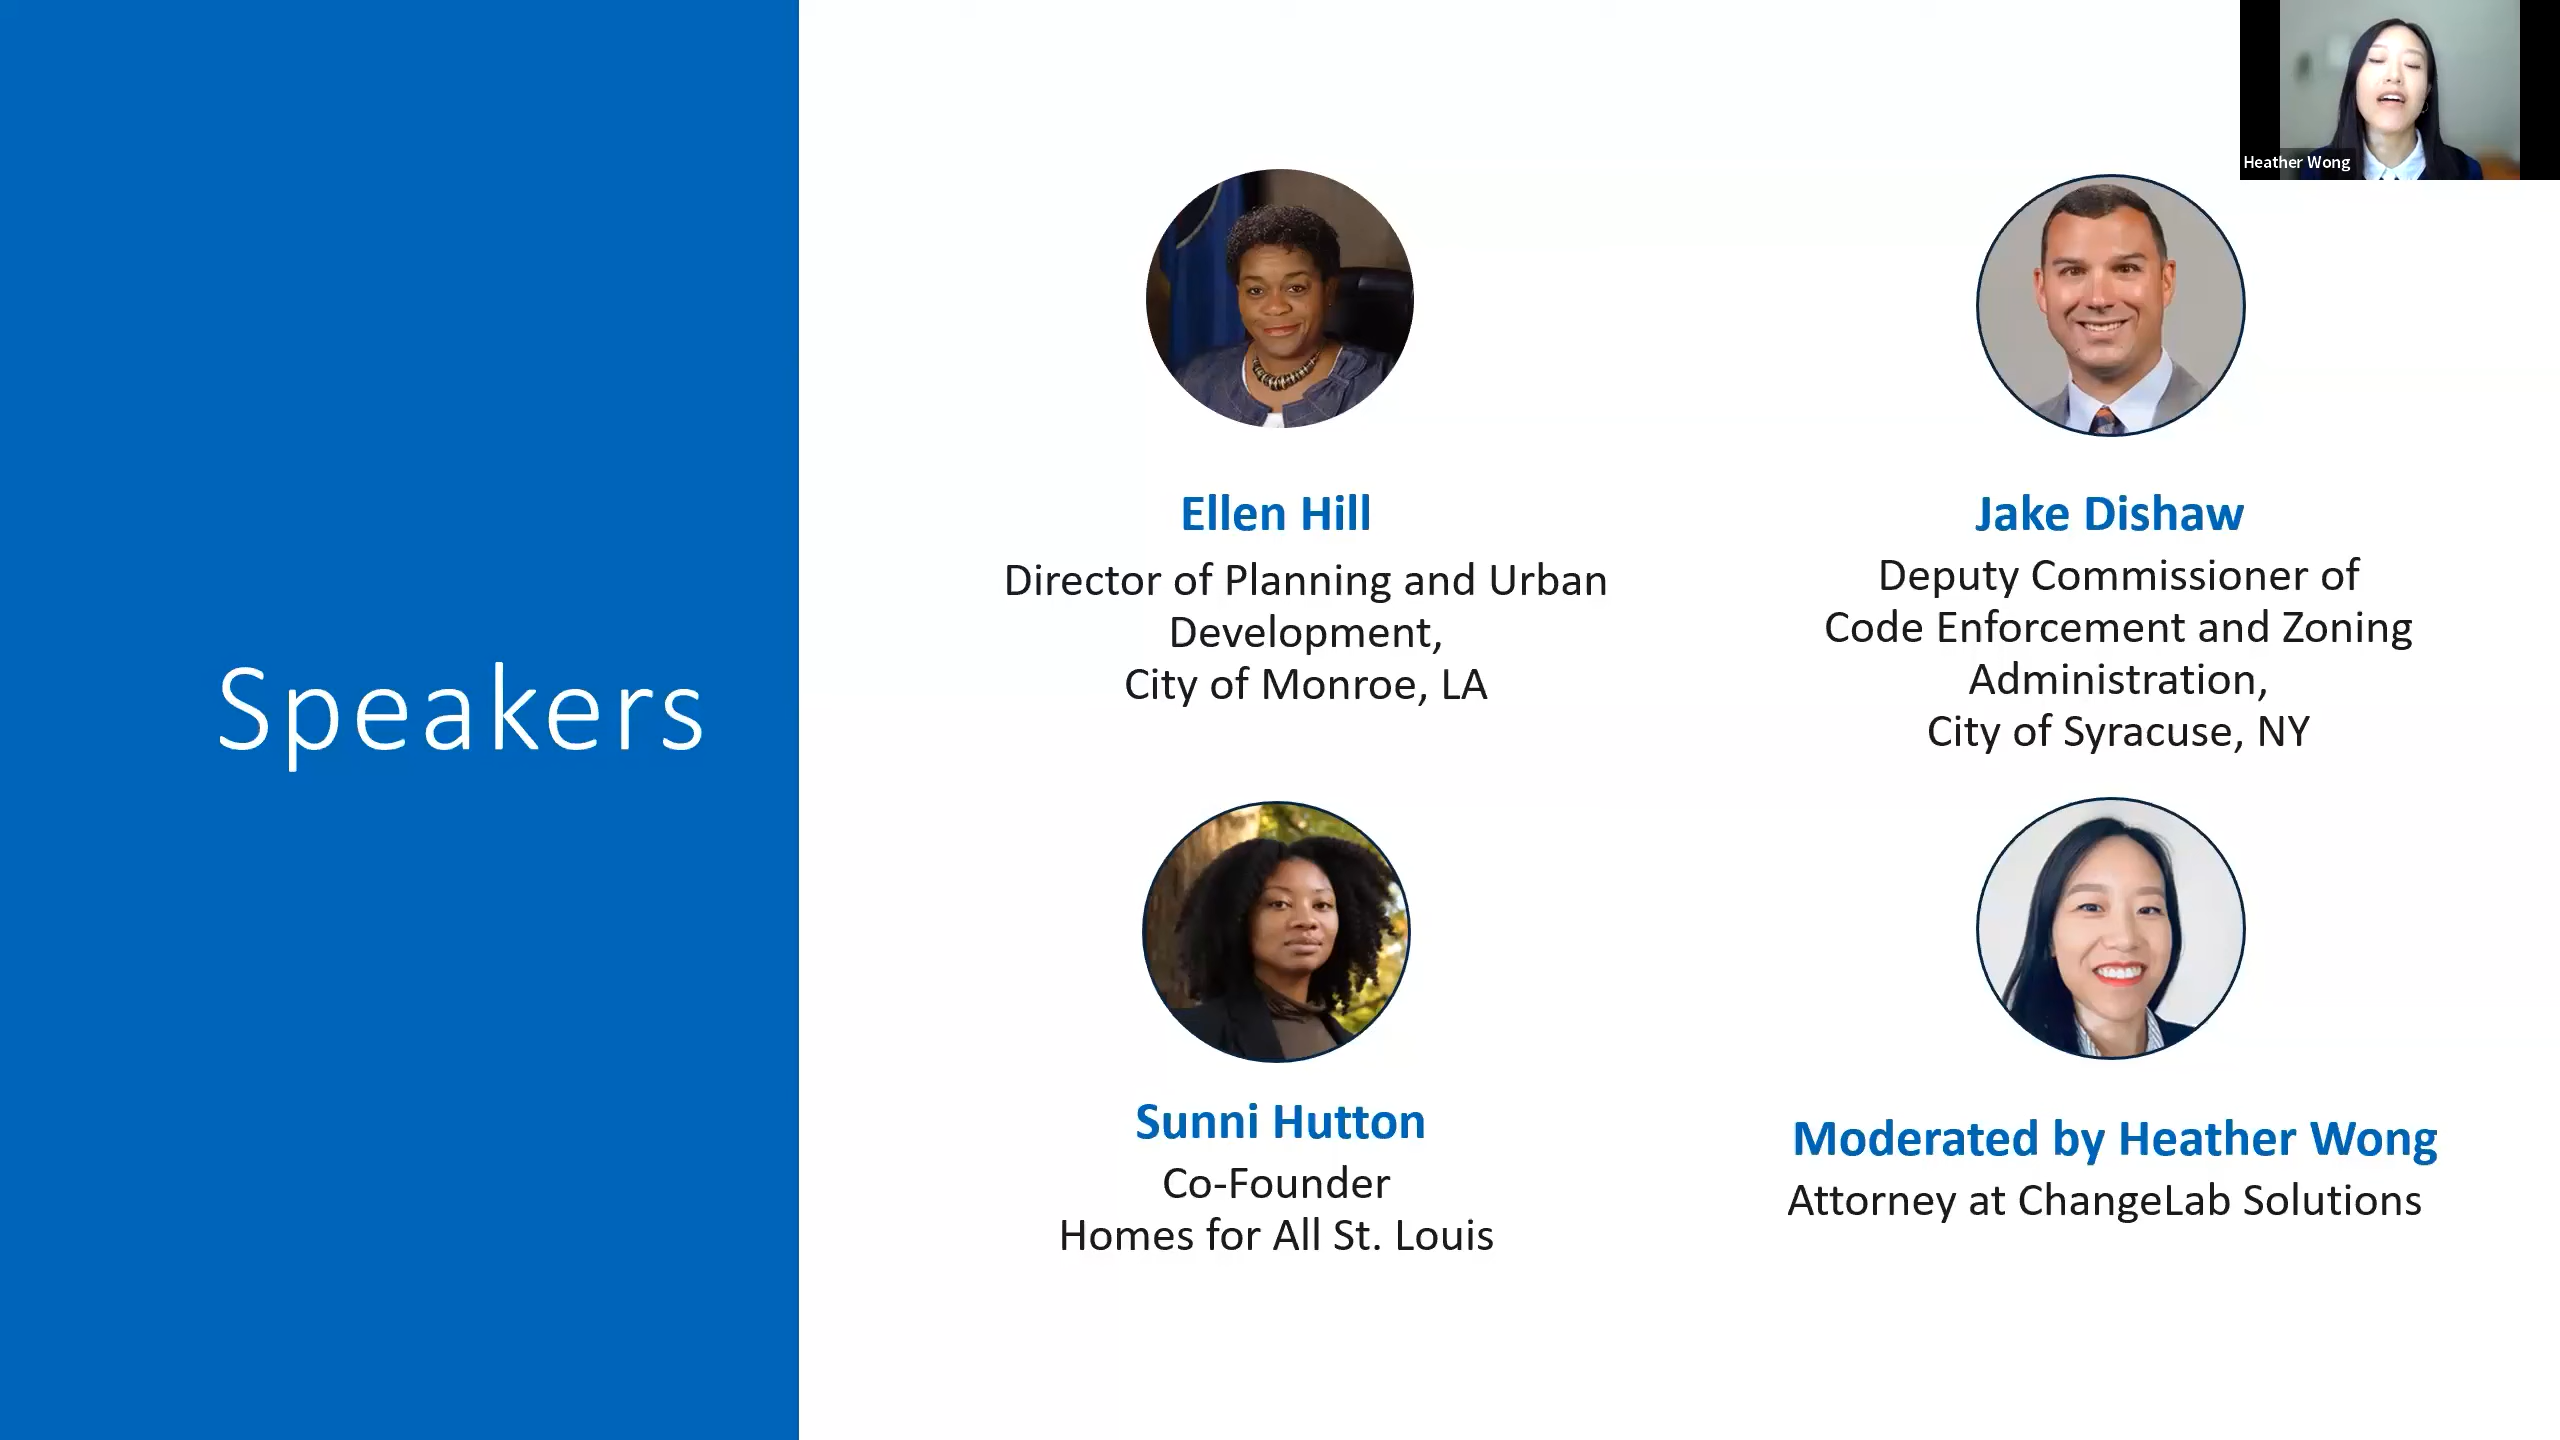 Heather Wong
Speakers
Ellen Hill
Director of Planning and Urban
Development,
City of Monroe, LA
Jake Dishaw
Deputy Commissioner of
Code Enforcement and Zoning
Administration,
City of Syracuse, NY
Sunni Hutton
Co-Founder
Homes for All St. Louis
Moderated by Heather Wong
Attorney at ChangeLab Solutions